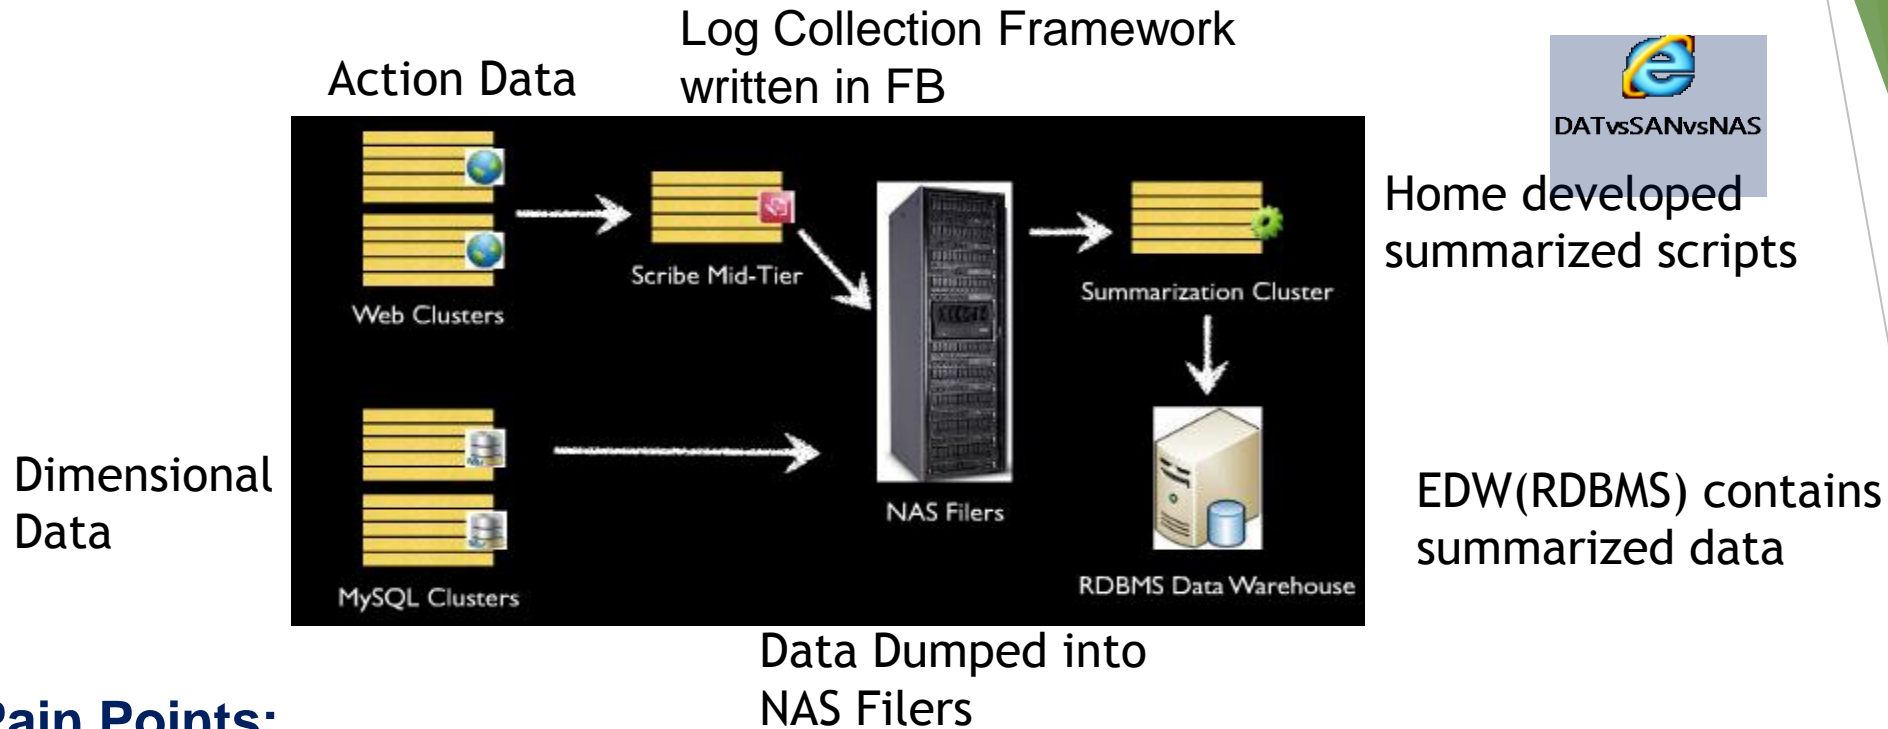 Log Collection Framework
written in FB
Action Data
DATvsSANvsNAS
Home developed
summarized scripts
Scribe Mid-Tier
Web Clusters
Summarization Cluster
Dimensional
Data
NAS Filers
EDW(RDBMS) contains
summarized data
MySQL Clusters
RDBMS Data Warehouse
Data Dumped into
NAS Filers
Pain Points: